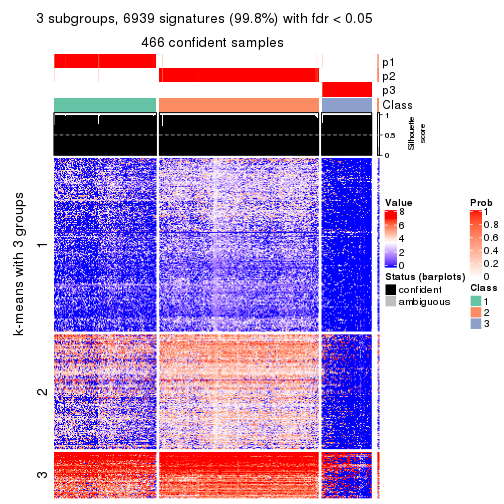 3 subgroups, 6939 signatures (99.8%) with fdr < 0.05
466 confident samples
p1
p2
p3
Class
1
0.5
0
Silhouette
score
k-means with 3 groups
1
2
3
Value
8
6
4
2
0
Status (barplots)
confident
ambiguous
Prob
1
0.8
0.6
0.4
0.2
0
Class
1
2
3